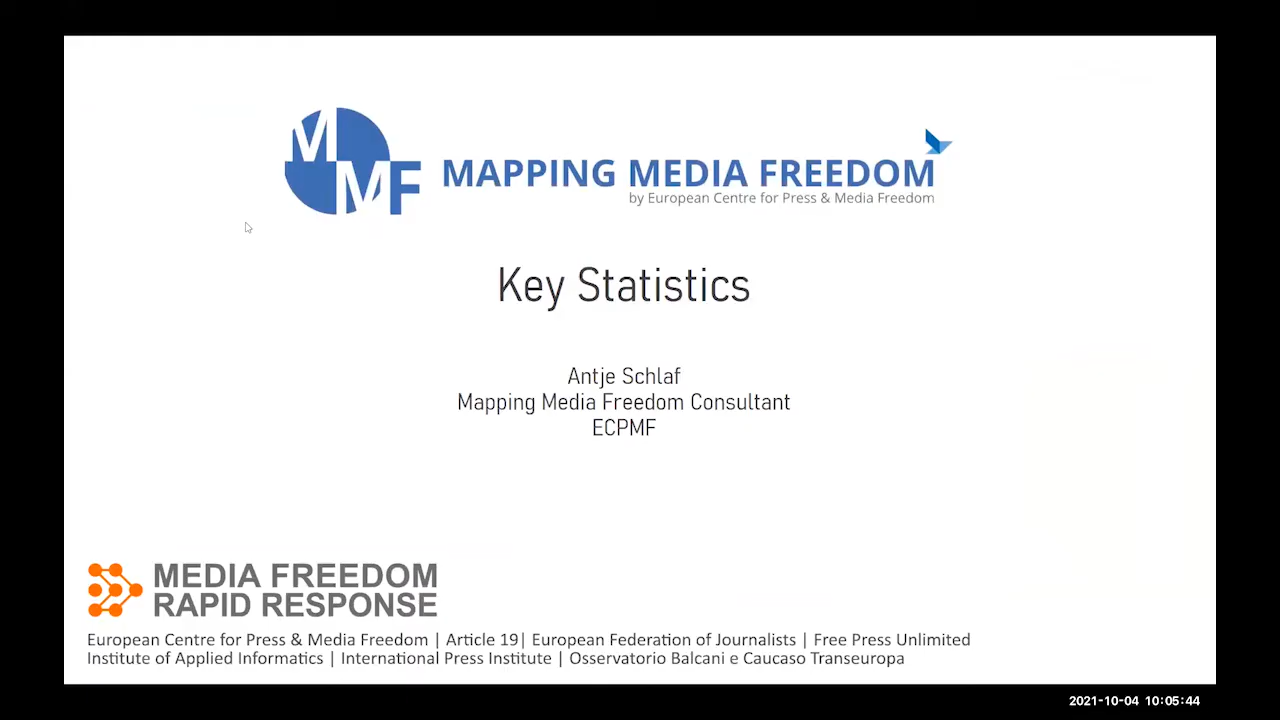 MMF
MAPPING MEDIA FREEDOM
by European Centre for Press & Media Freedom
Key Statistics
Antje Schlaf
Mapping Media Freedom Consultant
ECPMF
MEDIA FREEDOM
RAPID RESPONSE
European Centre for Press & Media Freedom | Article 19| European Federation of Journalists | Free Press Unlimited
Institute of Applied Informatics | International Press Institute | Osservatorio Balcani e Caucaso Transeuropa
2021-10-04 10:05:44